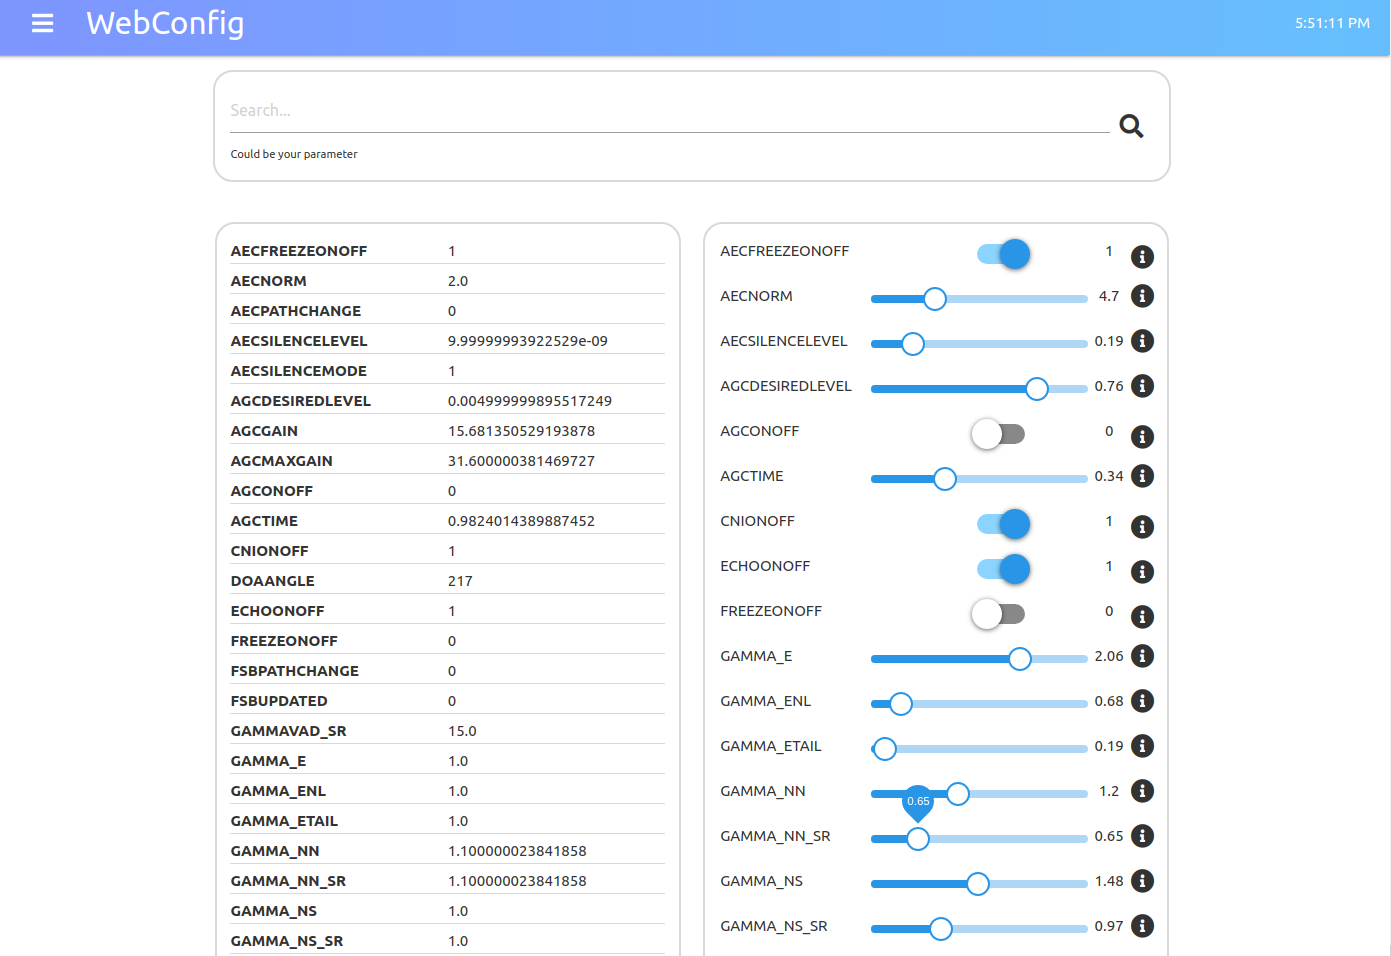 WebConfig
5:51:11 PM
Search...
Could be your parameter
AECFREEZEONOFF 1
AECNORM 2.0
AECPATHCHANGE 0
AECSILENCELEVEL 9.99999993922529e-09
AECSILENCEMODE 1
AGCDESIREDLEVEL 0.004999999895517249
AGCGAIN 15.681350529193878
AGCMAXGAIN 31.600000381469727
AGCONOFF 0
AGCTIME 0.9824014389887452
CNIONOFF 1
DOAANGLE 217
ECHOONOFF 1
FREEZEONOFF 0
FSBPATHCHANGE 0
FSBUPDATED 0
GAMMAVAD_SR 15.0
GAMMA_E 1.0
GAMMA_ENL 1.0
GAMMA_ETAIL 1.0
GAMMA_NN 1.100000023841858
GAMMA_NN_SR 1.100000023841858
GAMMA_NS 1.0
GAMMA_NS_SR 1.0
AECFREEZEONOFF 1
AECNORM 4.7
AECSILENCELEVEL 0.19
AGCDESIREDLEVEL 0.76
AGCONOFF 0
AGCTIME 0.34
CNIONOFF 1
ECHOONOFF 1
FREEZEONOFF 0
GAMMA_E 2.06
GAMMA_ENL 0.68
GAMMA_ETAIL 0.19
GAMMA_NN 1.2
0.65
GAMMA_NN_SR 0.65
GAMMA_NS 1.48
GAMMA_NS_SR 0.97